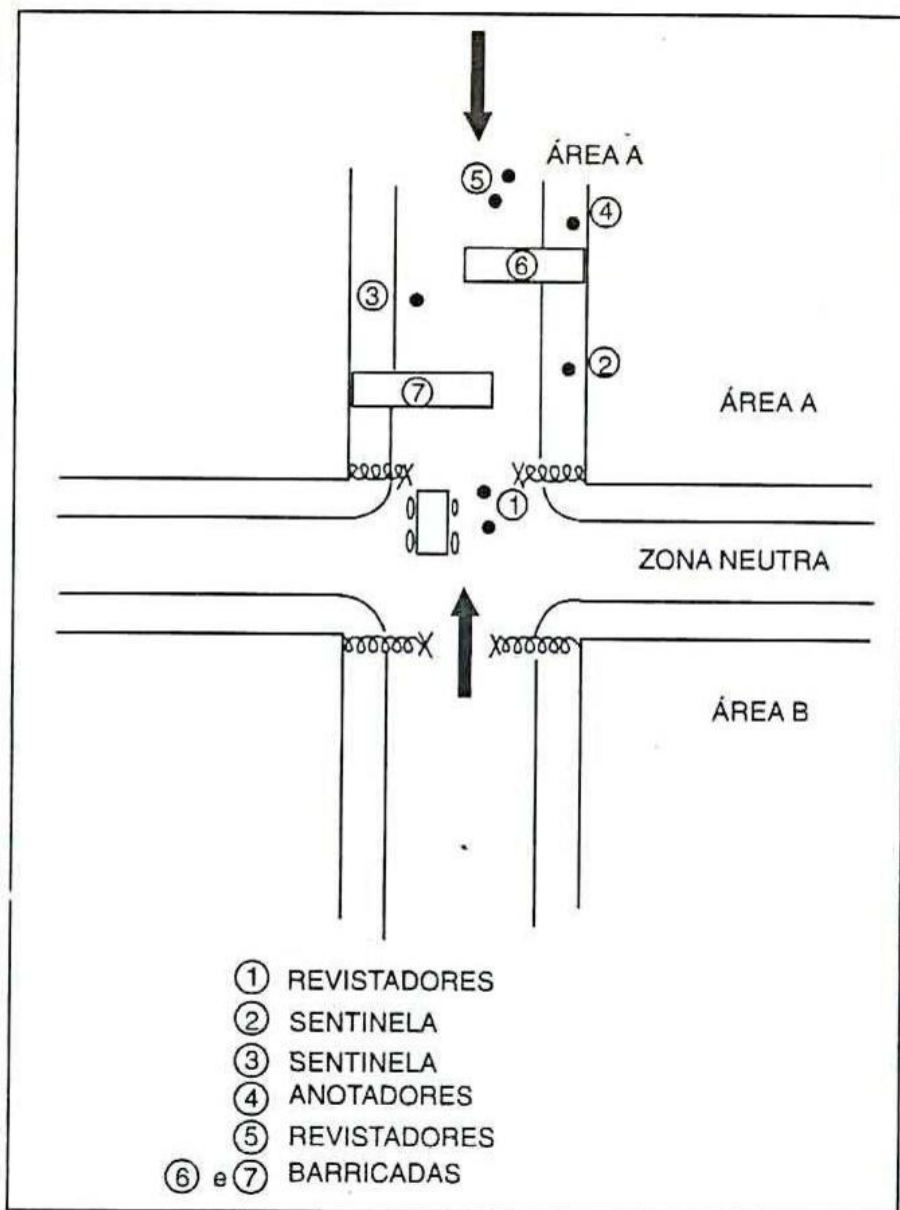 ÁREA A
5
4
6
3
2
7
ÁREA A
1
ZONA NEUTRA
ÁREA B
1 REVISTADORES
2 SENTINELA
3 SENTINELA
4 ANOTADORES
5 REVISTADORES
6 e 7 BARRICADAS